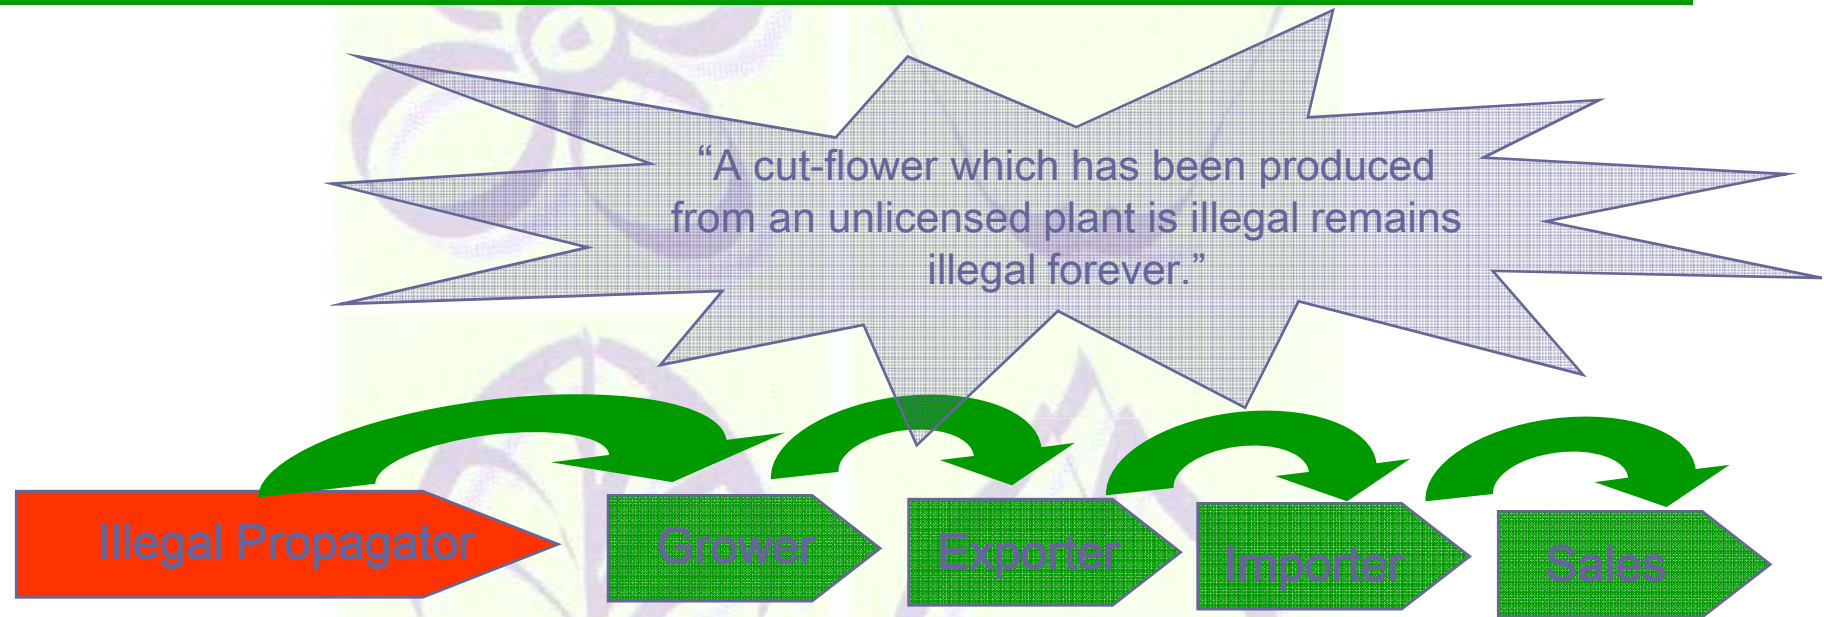 “A cut-flower which has been produced
from an unlicensed plant is illegal remains
illegal forever.”
Illegal Propagator
Grower
Exporter
Importer
Sales